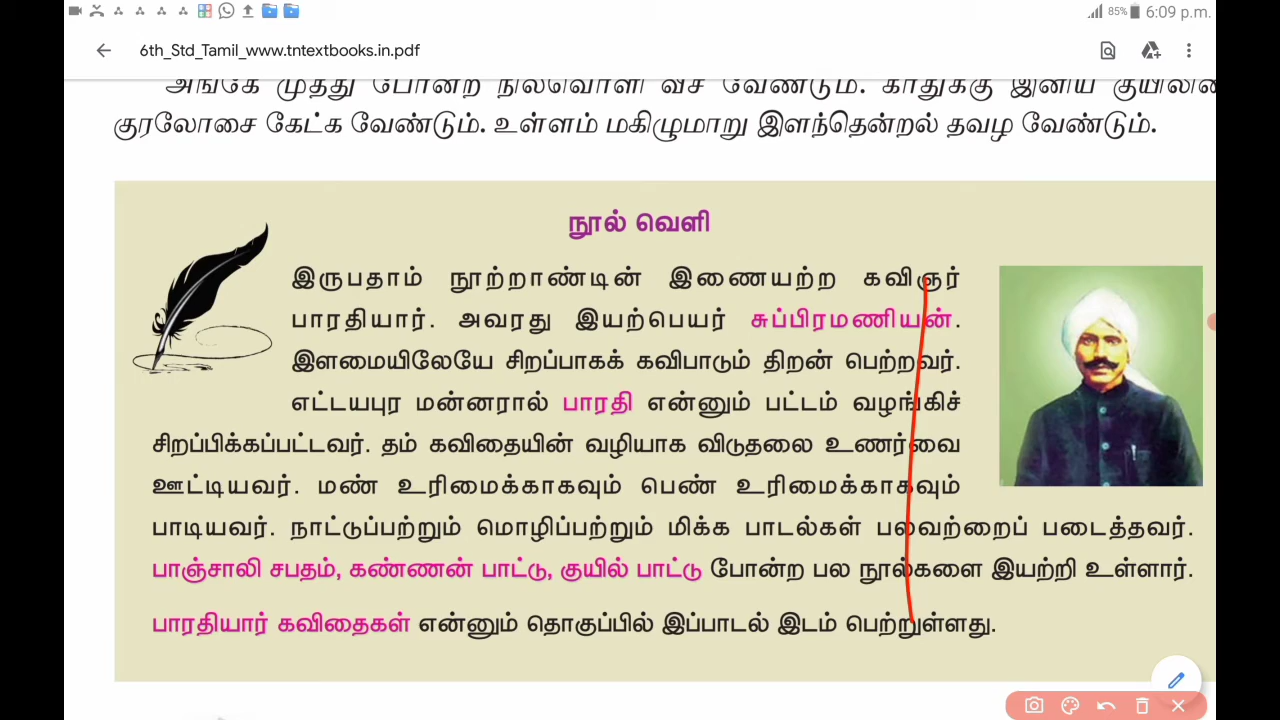 85% 6:09 p.m.
6th_Std_Tamil_www.tntextbooks.in.pdf
அங்கே முத்து போன்ற நிலவொளி வீச வேண்டும். காதுக்கு இனிய
குரலோசை கேட்க வேண்டும். உள்ளம் மகிழுமாறு இளந்தென்றல் தவழ வேண்டும்.
நூல் வெளி
இருபதாம் நூற்றாண்டின் இணையற்ற கவிஞர்
பாரதியார். அவரது இயற்பெயர் சுப்பிரமணியன்.
இளமையிலேயே சிறப்பாகக் கவிபாடும் திறன் பெற்றவர்.
எட்டயபுர மன்னரால் பாரதி என்னும் பட்டம் வழங்கிச்
சிறப்பிக்கப்பட்டவர். தம் கவிதையின் வழியாக விடுதலை உணர்வை
ஊட்டியவர். மண் உரிமைக்காகவும் பெண் உரிமைக்காகவும்
பாடியவர். நாட்டுப்பற்றும் மொழிப்பற்றும் மிக்க பாடல்கள் பலவற்றைப் படைத்தவர்.
பாஞ்சாலி சபதம், கண்ணன் பாட்டு, குயில் பாட்டு போன்ற பல நூல்களை இயற்றி உள்ளார்.
பாரதியார் கவிதைகள் என்னும் தொகுப்பில் இப்பாடல் இடம் பெற்றுள்ளது.